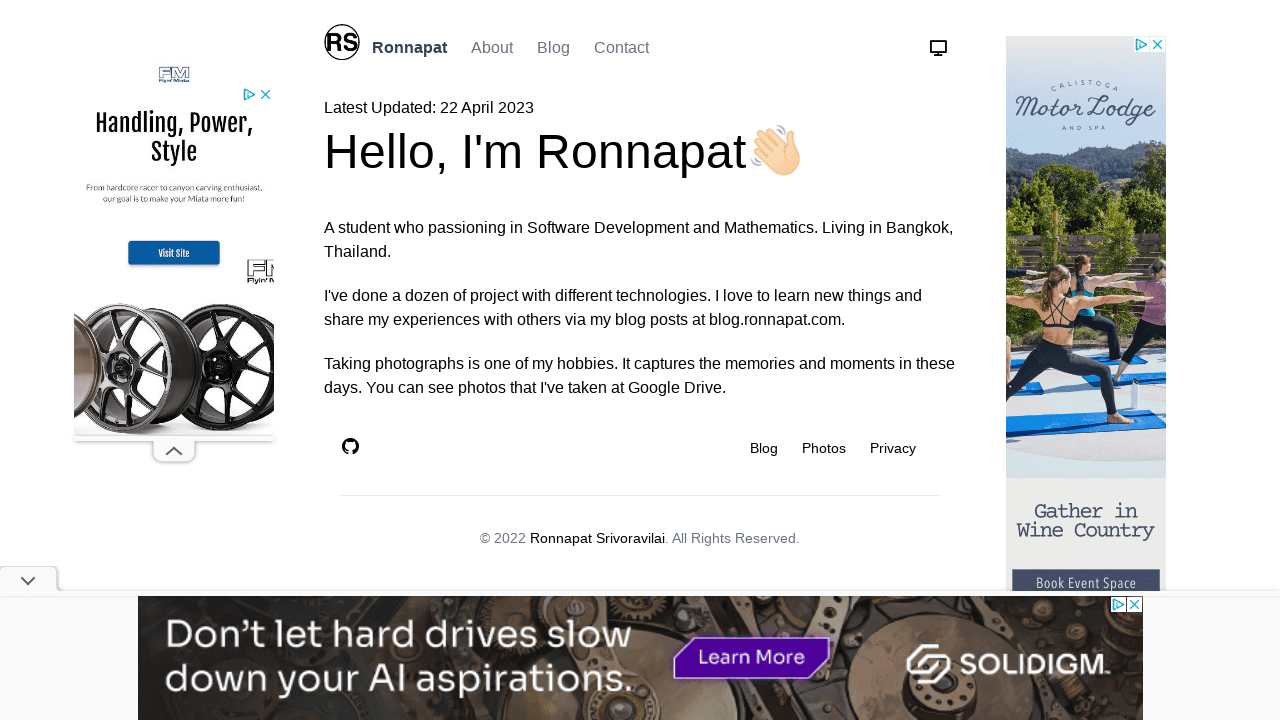 RS
Ronnapat
About
Blog
Contact
Latest Updated: 22 April 2023
Hello, I'm Ronnapat👋🏼
A student who passioning in Software Development and Mathematics. Living in Bangkok,
Thailand.
I've done a dozen of project with different technologies. I love to learn new things and
share my experiences with others via my blog posts at blog.ronnapat.com.
Taking photographs is one of my hobbies. It captures the memories and moments in these
days. You can see photos that I've taken at Google Drive.
Blog
Photos
Privacy
© 2022 Ronnapat Srivoravilai. All Rights Reserved.
FM
Flyin' Miata
Handling, Power,
Style
From hardcore racer to canyon carving enthusiast,
our goal is to make your Miata more fun!
Visit Site
CALISTOGA
Motor Lodge
AND SPA
Gather in
Wine Country
Book Event Space
Don't let hard drives slow
down your AI aspirations.
Learn More
SOLIDIGM™